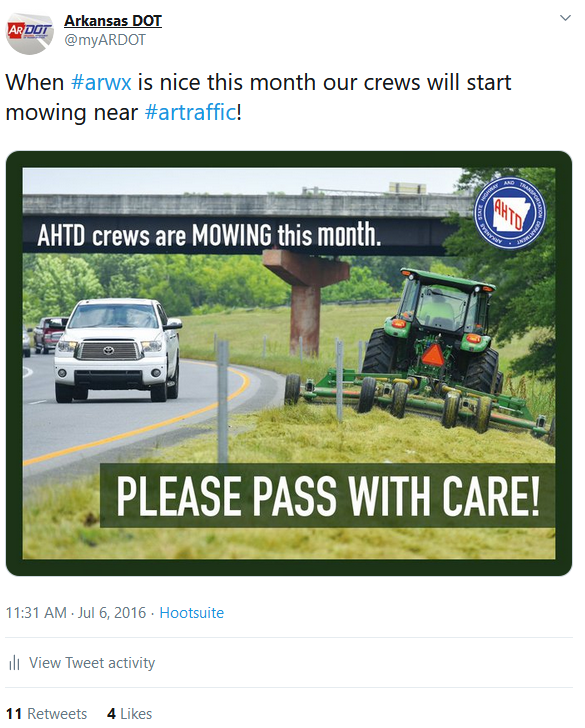 ARDOT
Arkansas DOT
@myARDOT
When #arwx is nice this month our crews will start
mowing near #artraffic!
AHTD crews are MOWING this month.
ARKANSAS STATE HIGHWAY AND TRANSPORTATION DEPARTMENT
AHTD
PLEASE PASS WITH CARE!
11:31 AM · Jul 6, 2016 · Hootsuite
View Tweet activity
11 Retweets 4 Likes